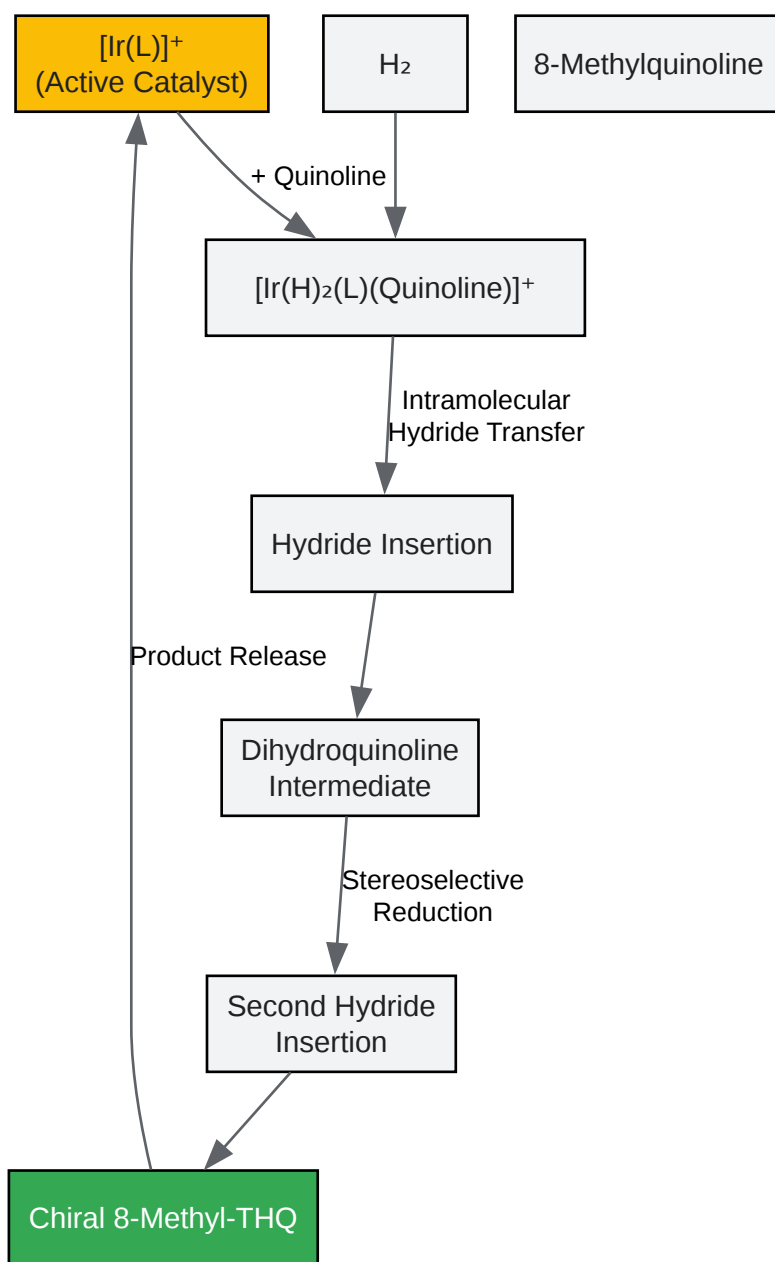 [Ir(L)]⁺
(Active Catalyst)
H₂
8-Methylquinoline
+ Quinoline
[Ir(H)₂(L)(Quinoline)]⁺
Intramolecular
Hydride Transfer
Hydride Insertion
Product Release
Dihydroquinoline
Intermediate
Stereoselective
Reduction
Second Hydride
Insertion
Chiral 8-Methyl-THQ